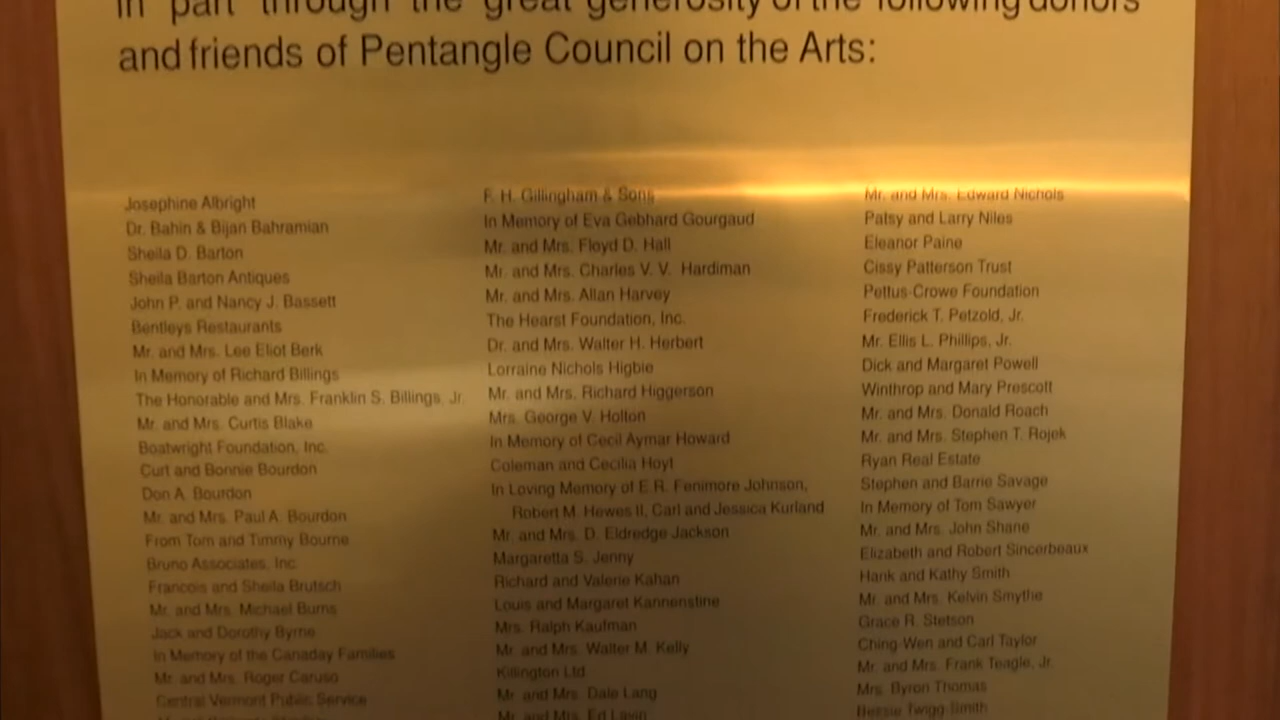 in part through the great generosity of the following donors
and friends of Pentangle Council on the Arts:
Josephine Albright
Dr. Bahin & Bijan Bahramian
Sheila D. Barton
Sheila Barton Antiques
John P. and Nancy J. Bassett
Bentleys Restaurants
Mr. and Mrs. Lee Eliot Berk
In Memory of Richard Billings
The Honorable and Mrs. Franklin S. Billings, Jr.
Mr. and Mrs. Curtis Blake
Boatwright Foundation, Inc.
Curt and Bonnie Bourdon
Don A. Bourdon
Mr. and Mrs. Paul A. Bourdon
From Tom and Timmy Bourne
Bruno Associates, Inc.
Francois and Sheila Brutsch
Mr. and Mrs. Michael Burns
Jack and Dorothy Byrne
In Memory of the Canaday Families
Mr. and Mrs. Roger Caruso
Central Vermont Public Service
F. H. Gillingham & Sons
In Memory of Eva Gebhard Gourgaud
Mr. and Mrs. Floyd D. Hall
Mr. and Mrs. Charles V. V. Hardiman
Mr. and Mrs. Allan Harvey
The Hearst Foundation, Inc.
Dr. and Mrs. Walter H. Herbert
Lorraine Nichols Higbie
Mr. and Mrs. Richard Higgerson
Mrs. George V. Holton
In Memory of Cecil Aymar Howard
Coleman and Cecilia Hoyt
In Loving Memory of E.R. Fenimore Johnson,
Robert M. Hewes II, Carl and Jessica Kurland
Mr. and Mrs. D. Eldredge Jackson
Margaretta S. Jenny
Richard and Valerie Kahan
Louis and Margaret Kannenstine
Mrs. Ralph Kaufman
Mr. and Mrs. Walter M. Kelly
Killington Ltd.
Mr. and Mrs. Dale Lang
Mr. and Mrs. Ed Lavin
Mr. and Mrs. Edward Nichols
Patsy and Larry Niles
Eleanor Paine
Cissy Patterson Trust
Pettus-Crowe Foundation
Frederick T. Petzold, Jr.
Mr. Ellis L. Phillips, Jr.
Dick and Margaret Powell
Winthrop and Mary Prescott
Mr. and Mrs. Donald Roach
Mr. and Mrs. Stephen T. Rojek
Ryan Real Estate
Stephen and Barrie Savage
In Memory of Tom Sawyer
Mr. and Mrs. John Shane
Elizabeth and Robert Sincerbeaux
Hank and Kathy Smith
Mr. and Mrs. Kelvin Smythe
Grace R. Stetson
Ching-Wen and Carl Taylor
Mr. and Mrs. Frank Teagle, Jr.
Mrs. Byron Thomas
Bessie Twigg-Smith